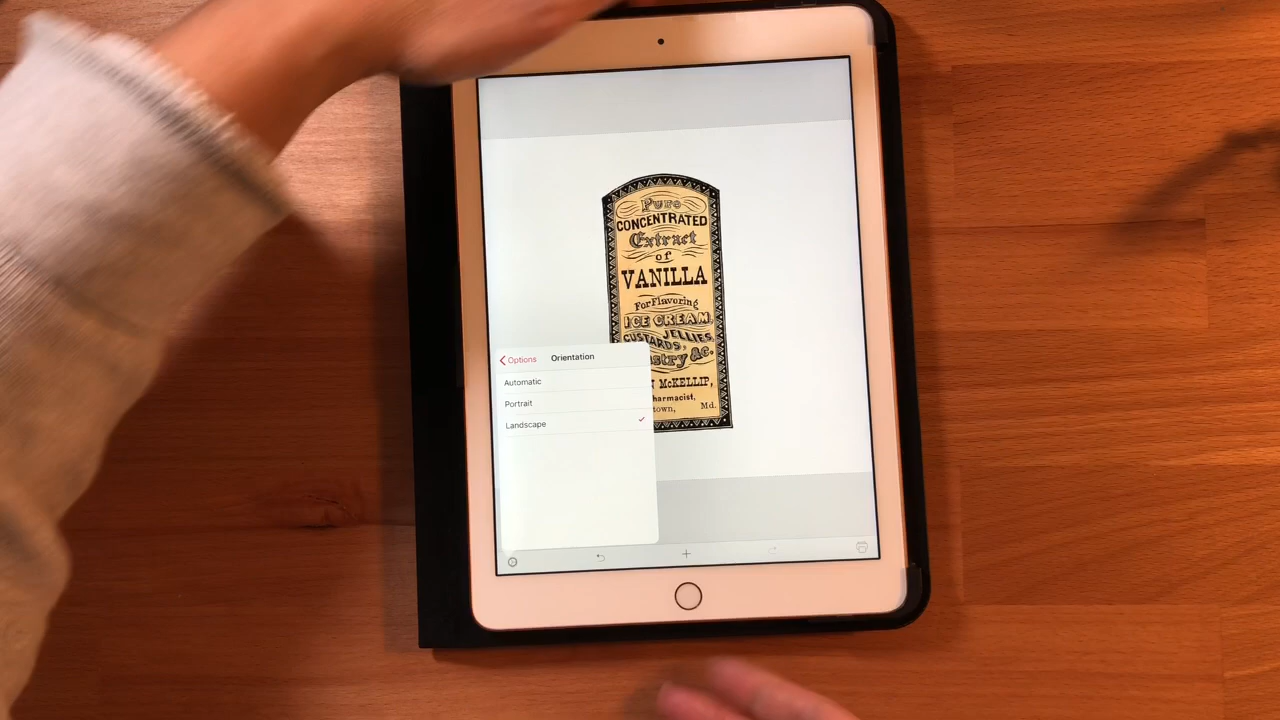 Pure
CONCENTRATED
Extract
of
VANILLA
For Flavoring
ICE CREAM,
CUSTARDS, JELLIES,
stry &c.
N McKELLIP,
harmacist,
town, Md.
Options Orientation
Automatic
Portrait
Landscape